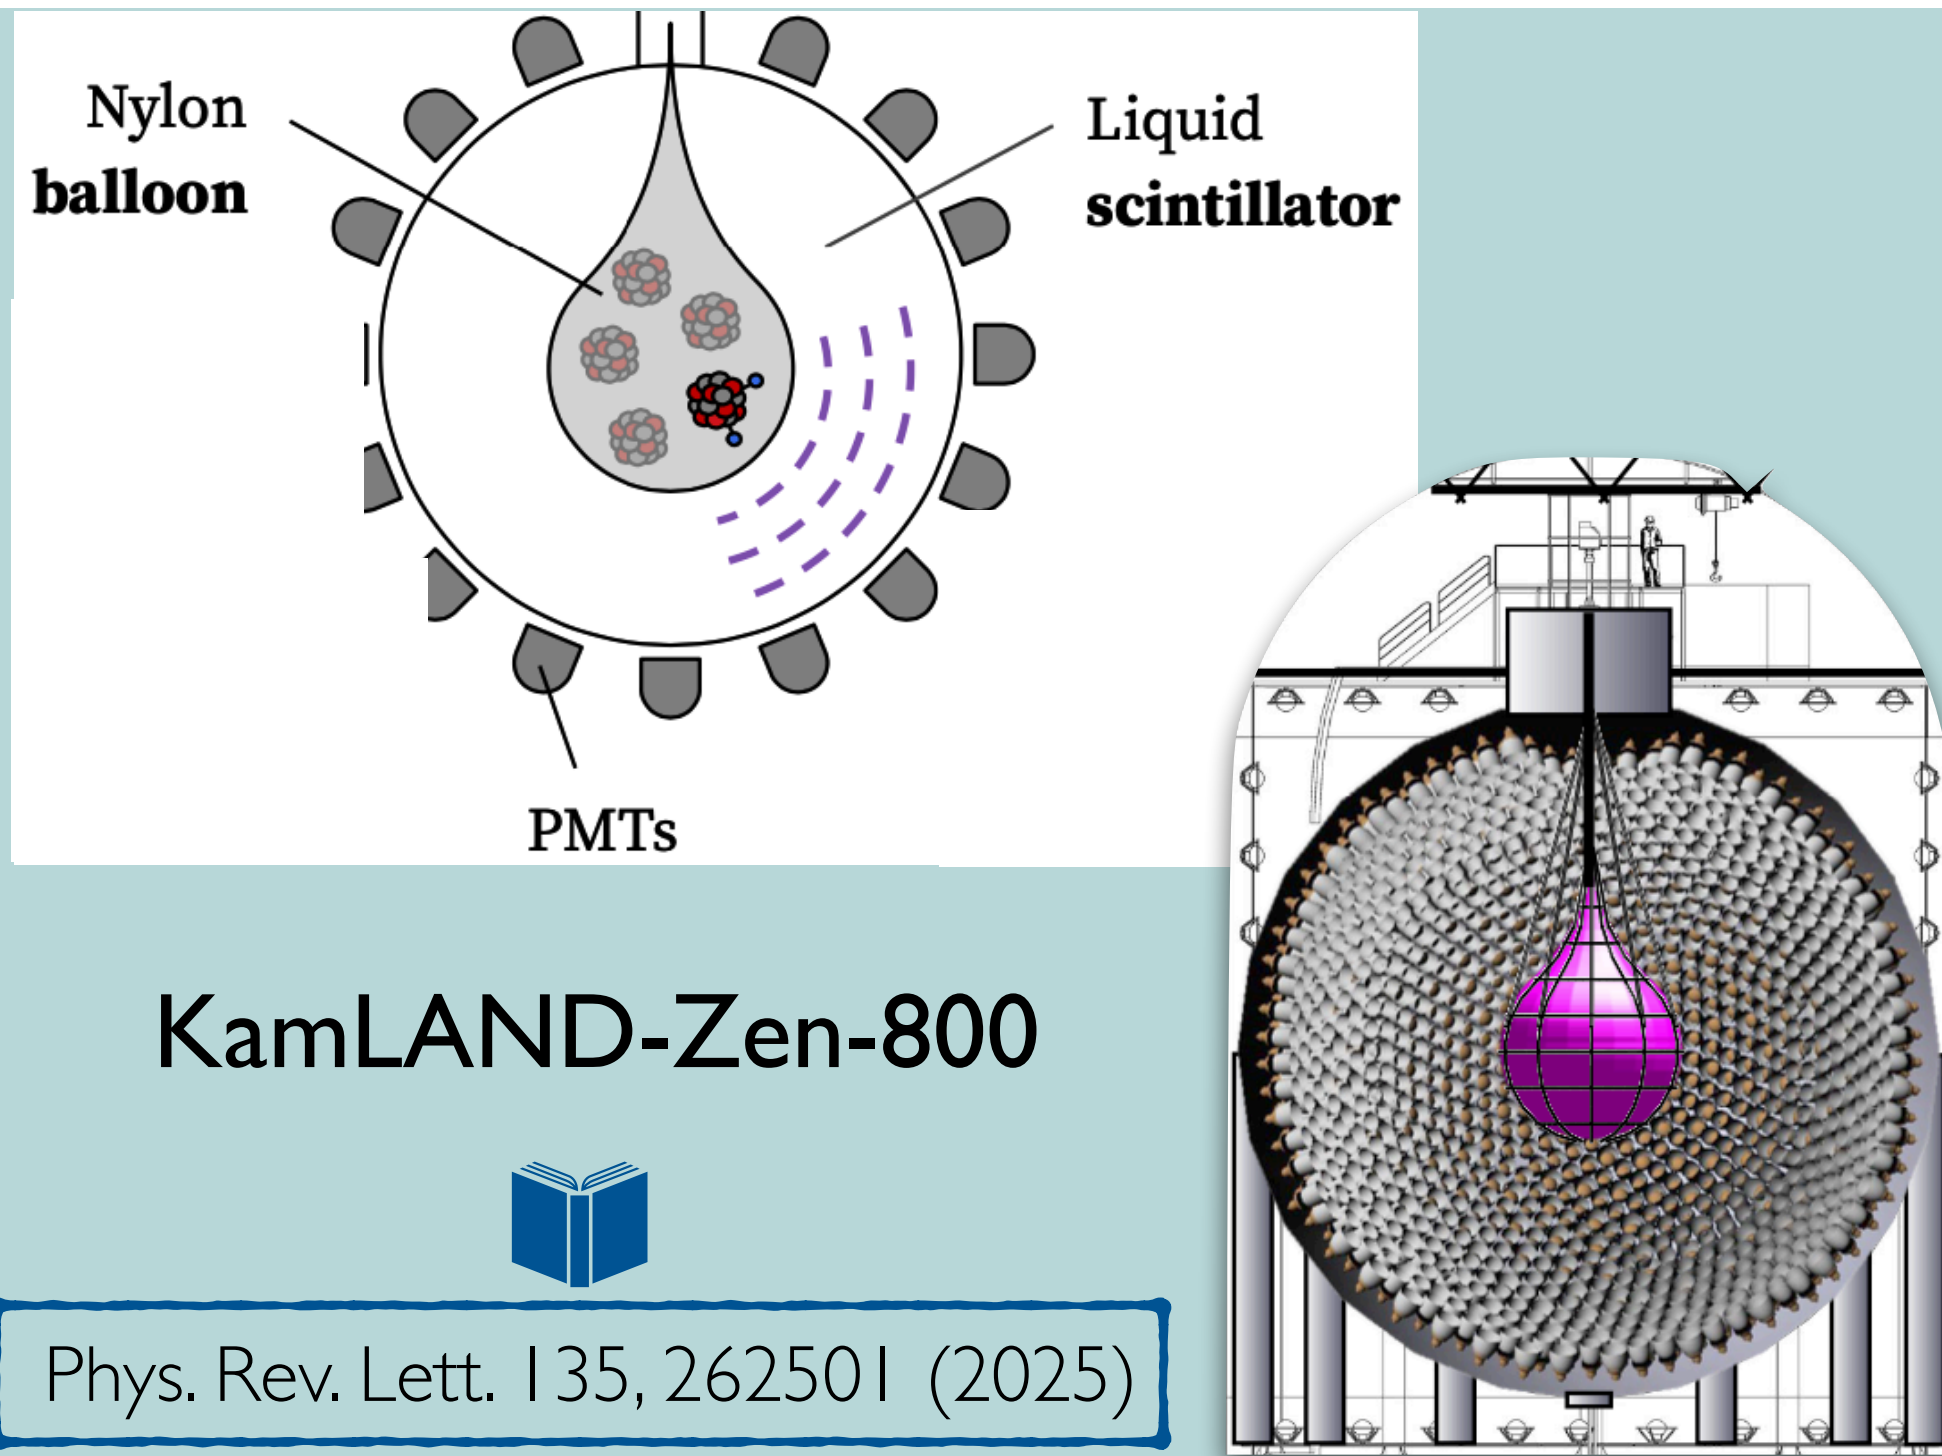 Nylon
balloon
Liquid
scintillator
PMTs
KamLAND-Zen-800
Phys. Rev. Lett. 135, 262501 (2025)